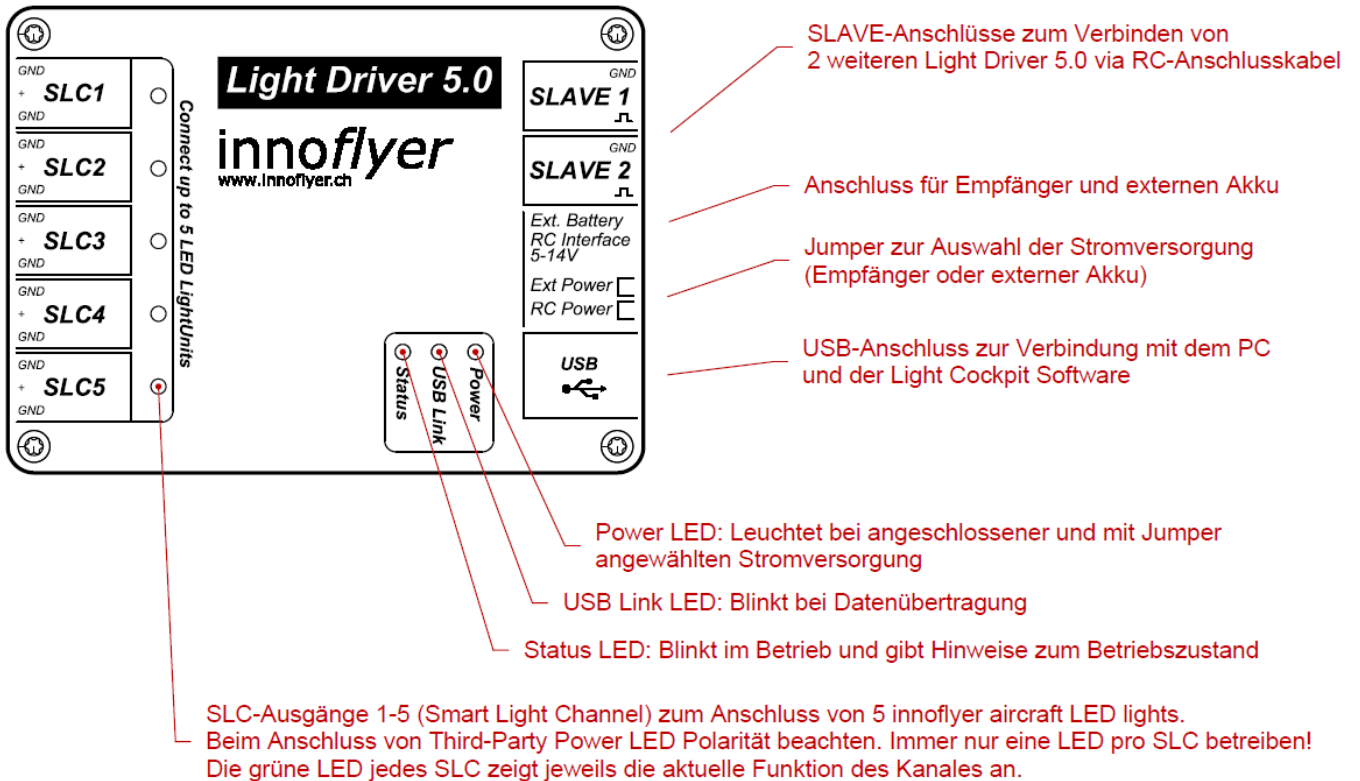 Light Driver 5.0
innoflyer
www.innoflyer.ch
GND
+ SLC1
GND
GND
+ SLC2
GND
GND
+ SLC3
GND
GND
+ SLC4
GND
GND
+ SLC5
GND
Connect up to 5 LED LightUnits
GND
SLAVE 1
GND
SLAVE 2
Ext. Battery
RC Interface
5-14V
Ext Power
RC Power
USB
Status
USB Link
Power
SLAVE-Anschlüsse zum Verbinden von
2 weiteren Light Driver 5.0 via RC-Anschlusskabel
Anschluss für Empfänger und externen Akku
Jumper zur Auswahl der Stromversorgung
(Empfänger oder externer Akku)
USB-Anschluss zur Verbindung mit dem PC
und der Light Cockpit Software
Power LED: Leuchtet bei angeschlossener und mit Jumper
angewählten Stromversorgung
USB Link LED: Blinkt bei Datenübertragung
Status LED: Blinkt im Betrieb und gibt Hinweise zum Betriebszustand
SLC-Ausgänge 1-5 (Smart Light Channel) zum Anschluss von 5 innoflyer aircraft LED lights.
Beim Anschluss von Third-Party Power LED Polarität beachten. Immer nur eine LED pro SLC betreiben!
Die grüne LED jedes SLC zeigt jeweils die aktuelle Funktion des Kanales an.